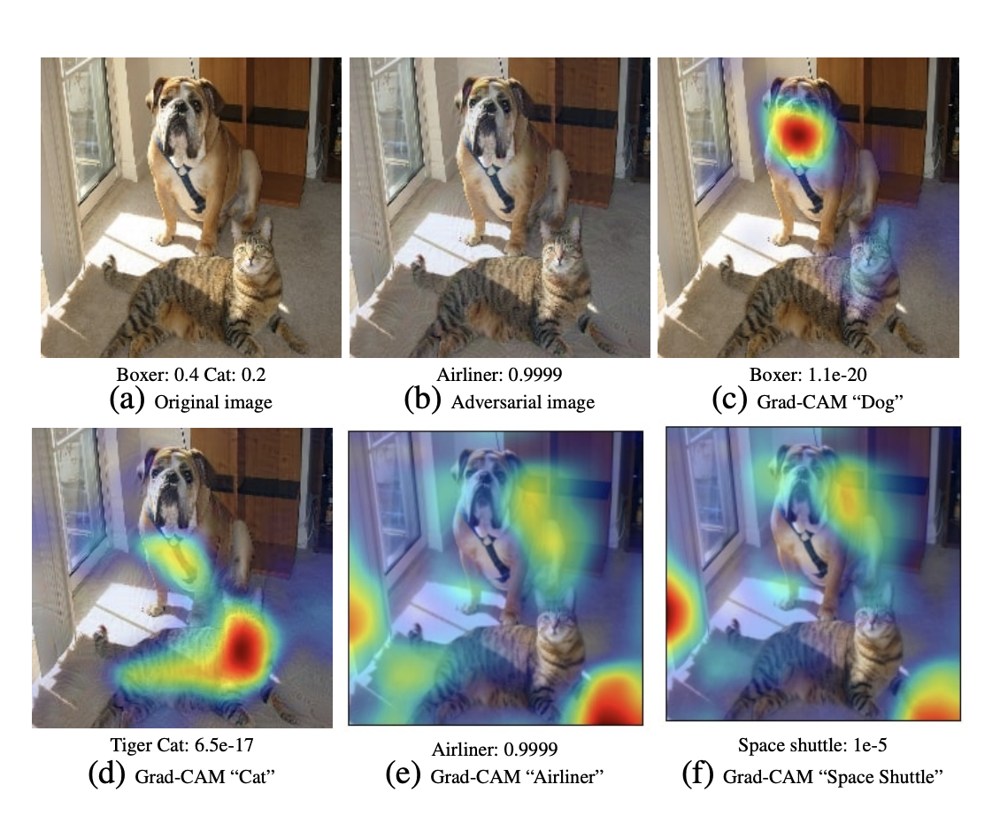 Boxer: 0.4 Cat: 0.2
(a) Original image
Airliner: 0.9999
(b) Adversarial image
Boxer: 1.1e-20
(c) Grad-CAM “Dog”
Tiger Cat: 6.5e-17
(d) Grad-CAM “Cat”
Airliner: 0.9999
(e) Grad-CAM “Airliner”
Space shuttle: 1e-5
(f) Grad-CAM “Space Shuttle”